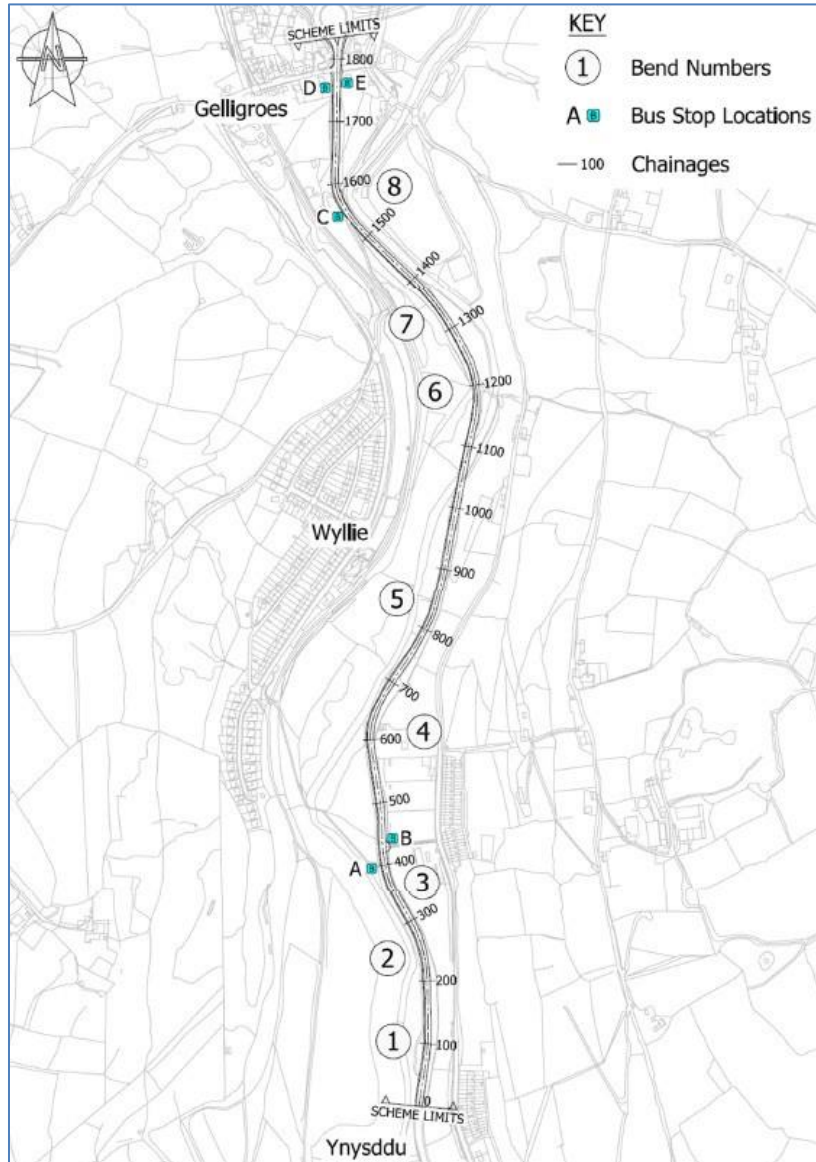 KEY
1 Bend Numbers
A B Bus Stop Locations
100 Chainages
N
SCHEME LIMITS
1800
D B B E
Gelligroes
1700
1600
8
C B
1500
1400
1300
7
6
1200
1100
1000
Wyllie
900
5
800
700
4
600
500
B B
A B
400
3
300
2
200
1
100
0
SCHEME LIMITS
Ynysddu